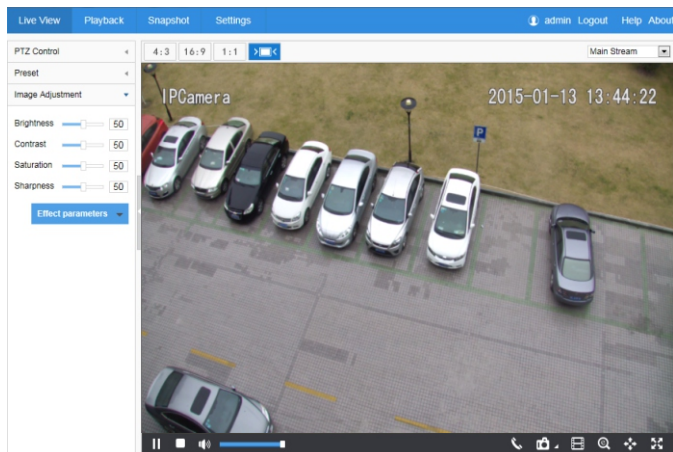 Live View Playback Snapshot Settings admin Logout Help About
PTZ Control
4:3 16:9 1:1
Main Stream
Preset
Image Adjustment
Brightness 50
Contrast 50
Saturation 50
Sharpness 50
Effect parameters
IPCamera
2015-01-13 13:44:22
P